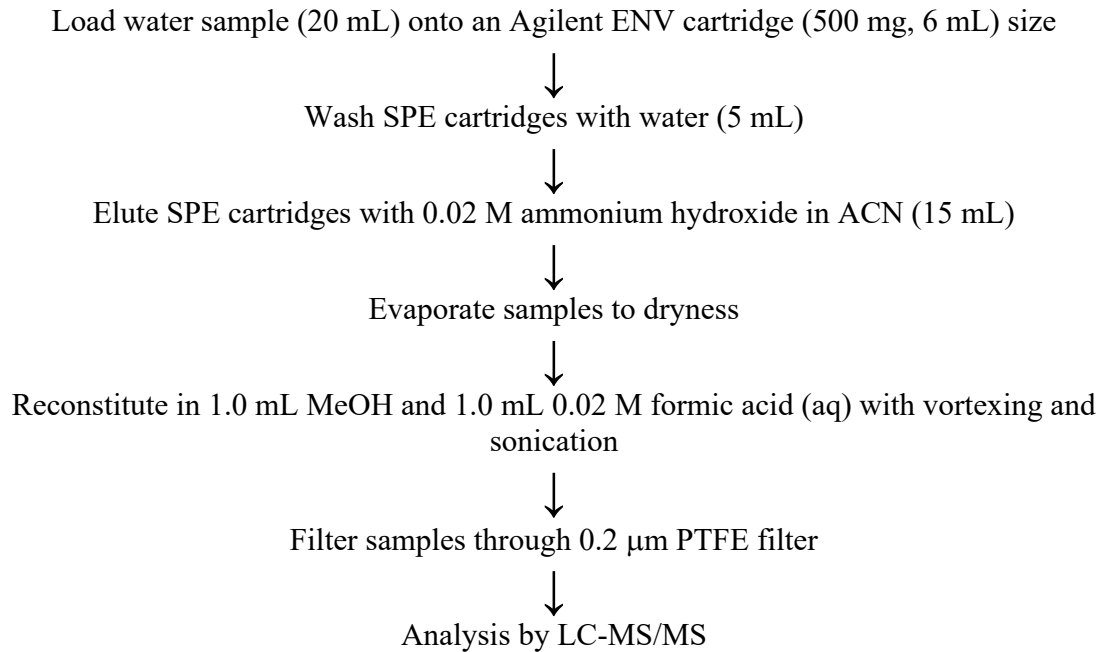 Load water sample (20 mL) onto an Agilent ENV cartridge (500 mg, 6 mL) size
Wash SPE cartridges with water (5 mL)
Elute SPE cartridges with 0.02 M ammonium hydroxide in ACN (15 mL)
Evaporate samples to dryness
Reconstitute in 1.0 mL MeOH and 1.0 mL 0.02 M formic acid (aq) with vortexing and
sonication
Filter samples through 0.2 μm PTFE filter
Analysis by LC-MS/MS